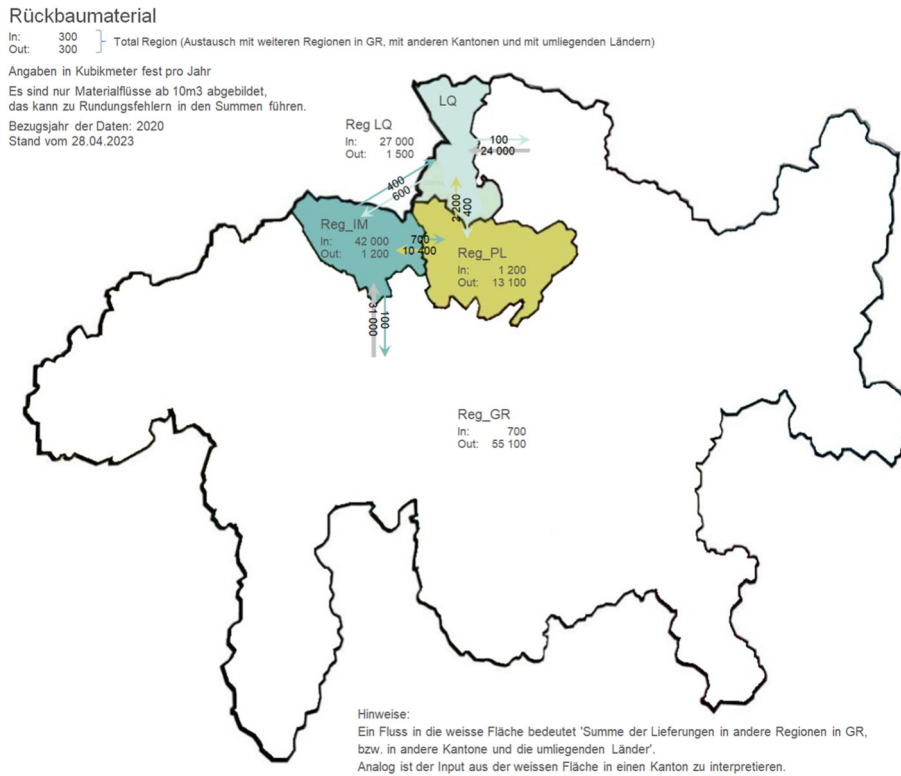 Rückbaumaterial
In: 300
Out: 300
Total Region (Austausch mit weiteren Regionen in GR, mit anderen Kantonen und mit umliegenden Ländern)
Angaben in Kubikmeter fest pro Jahr
Es sind nur Materialflüsse ab 10m3 abgebildet,
das kann zu Rundungsfehlern in den Summen führen.
Bezugsjahr der Daten: 2020
Stand vom 28.04.2023
LQ
Reg LQ
In: 27 000
Out: 1 500
100
24 000
400
600
2 200
400
Reg_IM
In: 42 000
Out: 1 200
700
10 400
Reg_PL
In: 1 200
Out: 13 100
31 000
100
Reg_GR
In: 700
Out: 55 100
Hinweise:
Ein Fluss in die weisse Fläche bedeutet 'Summe der Lieferungen in andere Regionen in GR,
bzw. in andere Kantone und die umliegenden Länder'.
Analog ist der Input aus der weissen Fläche in einen Kanton zu interpretieren.